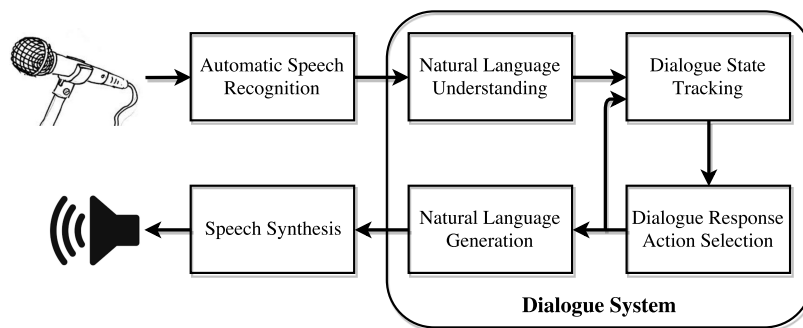 Automatic Speech
Recognition
Natural Language
Understanding
Dialogue State
Tracking
Speech Synthesis
Natural Language
Generation
Dialogue Response
Action Selection
Dialogue System